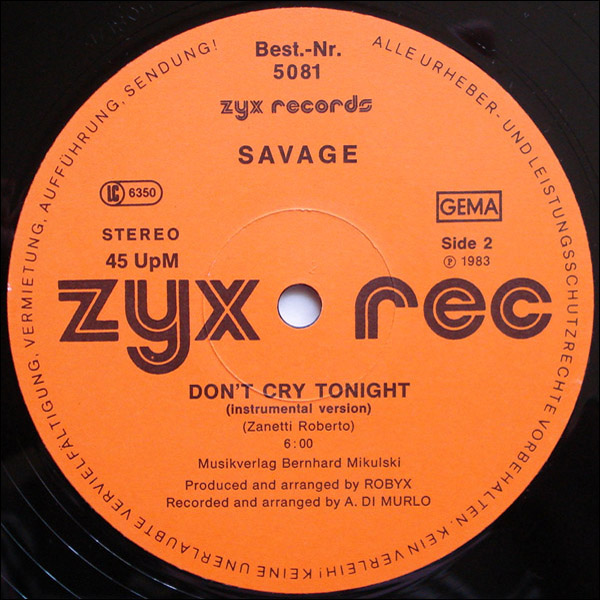 ALLE URHEBER- UND LEISTUNGSSCHUTZRECHTE VORBEHALTEN. KEIN VERLEIH! KEINE UNERLAUBTE VERVIELFÄLTIGUNG, VERMIETUNG, AUFFÜHRUNG, SENDUNG!
Best.-Nr.
5081
zyx records
SAVAGE
LC 6350
GEMA
STEREO
Side 2
45 UpM
℗ 1983
zyx rec
DON'T CRY TONIGHT
(instrumental version)
(Zanetti Roberto)
6:00
Musikverlag Bernhard Mikulski
Produced and arranged by ROBYX
Recorded and arranged by A. DI MURLO